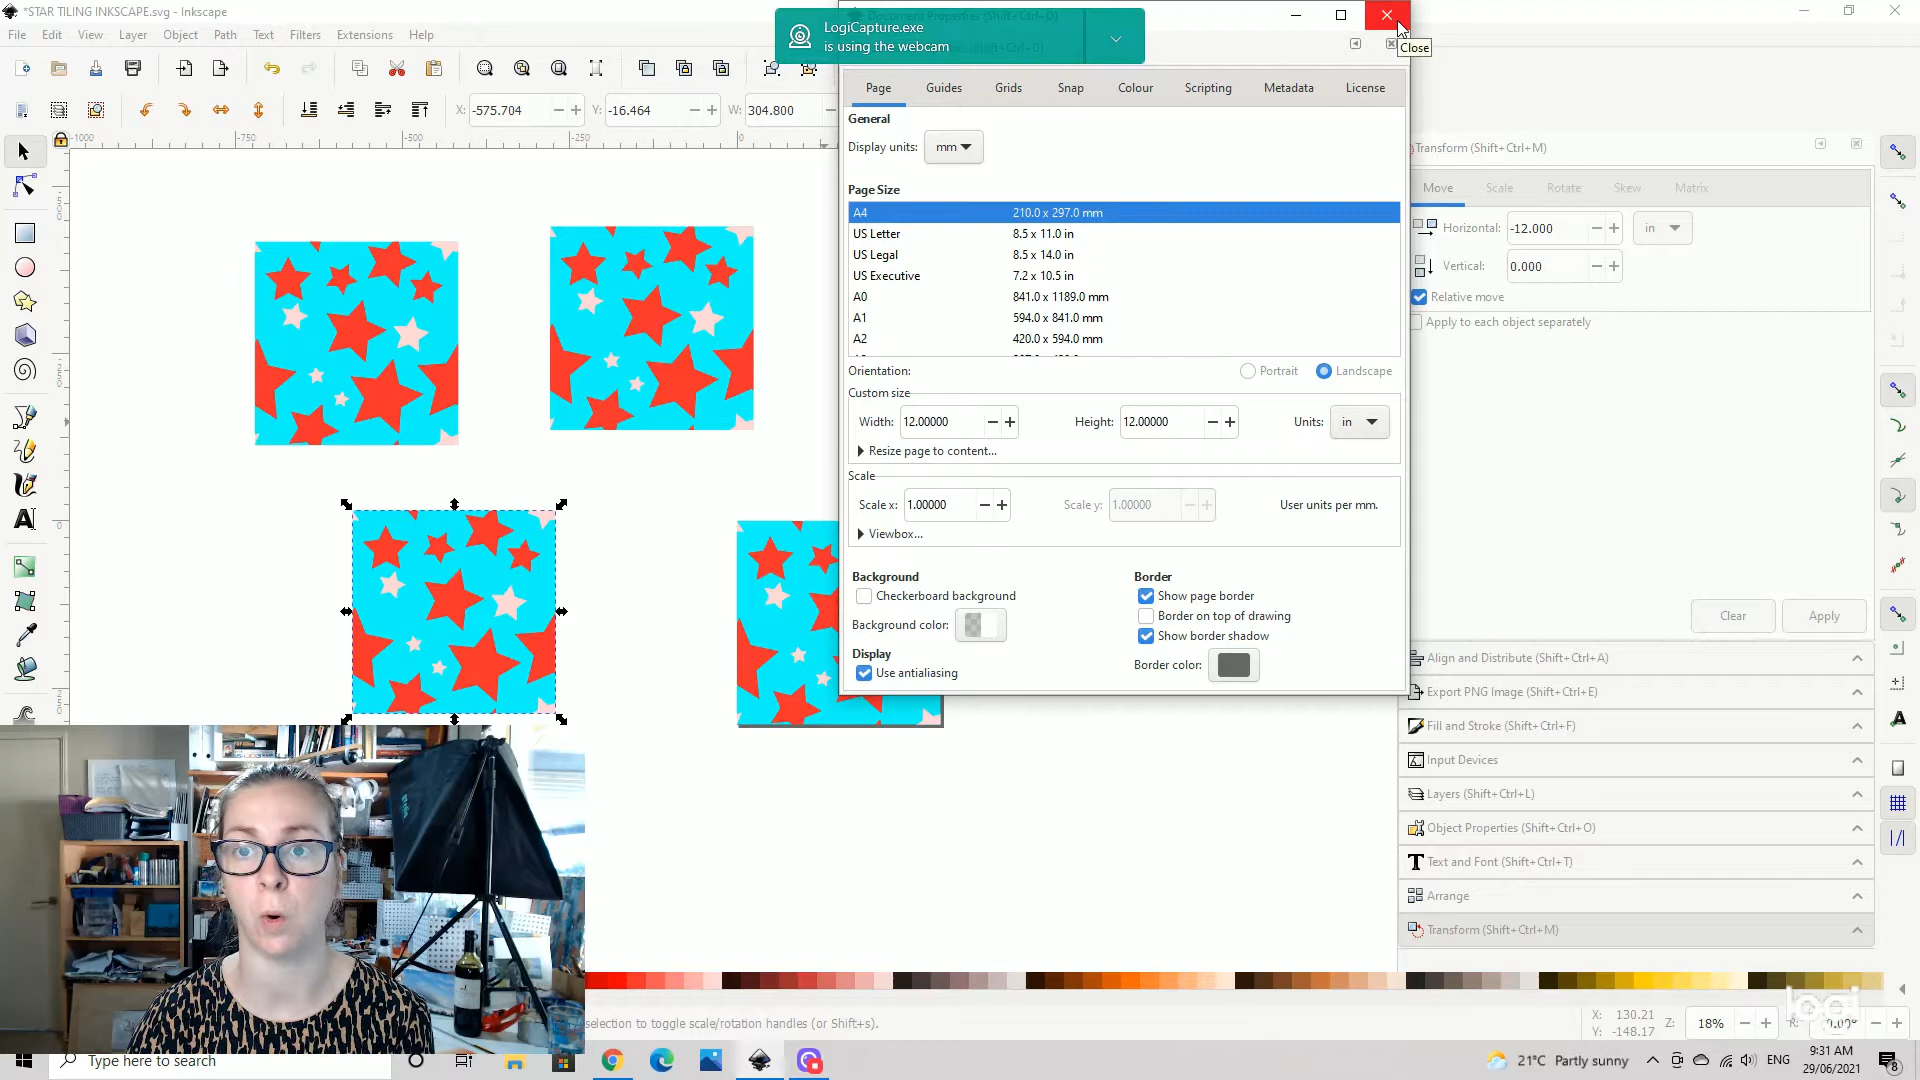 *STAR TILING INKSCAPE.svg - Inkscape
LogiCapture.exe
is using the webcam
Close
File Edit View Layer Object Path Text Filters Extensions Help
X: -575.704 Y: -16.464 W: 304.800
-1000 -750 -500 -250 0
Page Guides Grids Snap Colour Scripting Metadata License
General
Display units: mm
Page Size
A4 210.0 x 297.0 mm
US Letter 8.5 x 11.0 in
US Legal 8.5 x 14.0 in
US Executive 7.2 x 10.5 in
A0 841.0 x 1189.0 mm
A1 594.0 x 841.0 mm
A2 420.0 x 594.0 mm
Orientation: Portrait Landscape
Custom size
Width: 12.00000 Height: 12.00000 Units: in
Resize page to content...
Scale
Scale x: 1.00000 Scale y: 1.00000 User units per mm.
Viewbox...
Background
Checkerboard background
Background color:
Display
Use antialiasing
Border
Show page border
Border on top of drawing
Show border shadow
Border color:
Transform (Shift+Ctrl+M)
Move Scale Rotate Skew Matrix
Horizontal: -12.000 in
Vertical: 0.000
Relative move
Apply to each object separately
Clear Apply
Align and Distribute (Shift+Ctrl+A)
Export PNG Image (Shift+Ctrl+E)
Fill and Stroke (Shift+Ctrl+F)
Input Devices
Layers (Shift+Ctrl+L)
Object Properties (Shift+Ctrl+O)
Text and Font (Shift+Ctrl+T)
Arrange
Transform (Shift+Ctrl+M)
selection to toggle scale/rotation handles (or Shift+s).
X: 130.21
Y: -148.17
Z: 18% R: 0.00°
logi
Type here to search
21°C Partly sunny
ENG
9:31 AM
29/06/2021
8